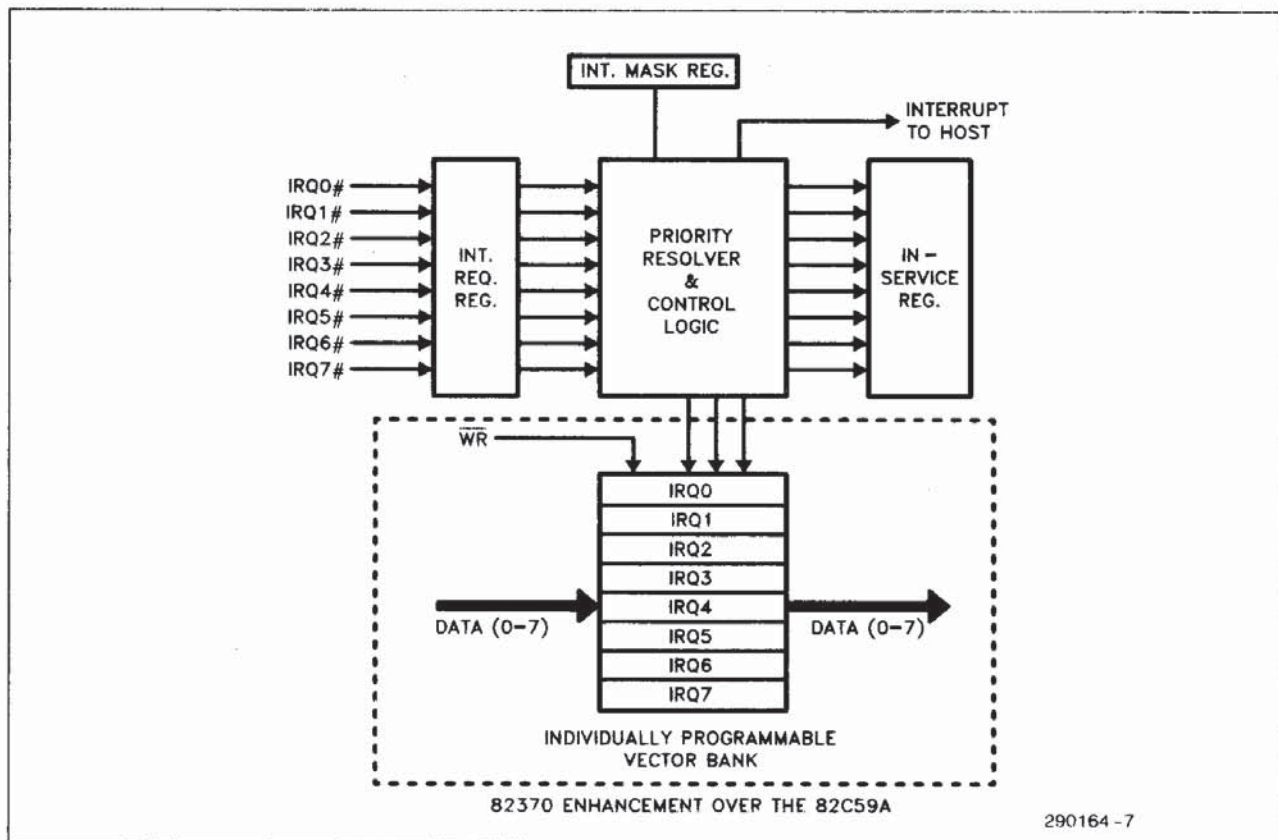 INT. MASK REG.
INTERRUPT
TO HOST
IRQ0#
IRQ1#
IRQ2#
IRQ3#
IRQ4#
IRQ5#
IRQ6#
IRQ7#
INT.
REQ.
REG.
PRIORITY
RESOLVER
&
CONTROL
LOGIC
IN-
SERVICE
REG.
WR
IRQ0
IRQ1
IRQ2
IRQ3
IRQ4
IRQ5
IRQ6
IRQ7
DATA (0-7)
DATA (0-7)
INDIVIDUALLY PROGRAMMABLE
VECTOR BANK
82370 ENHANCEMENT OVER THE 82C59A
290164-7